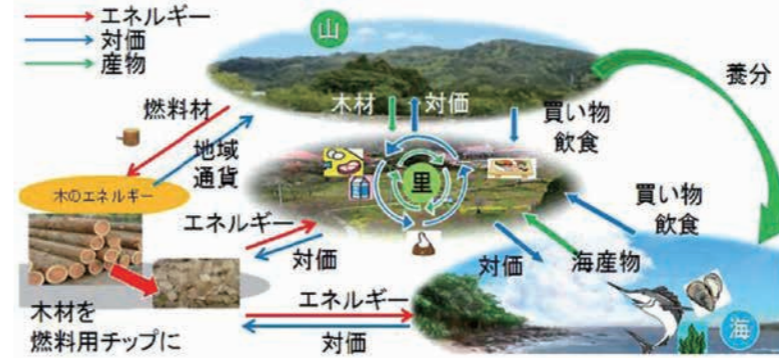 エネルギー
対価
産物
山
養分
木材
対価
買い物
飲食
燃料材
地域
通貨
里
木のエネルギー
エネルギー
対価
買い物
飲食
対価
海産物
木材を
燃料用チップに
エネルギー
対価
海